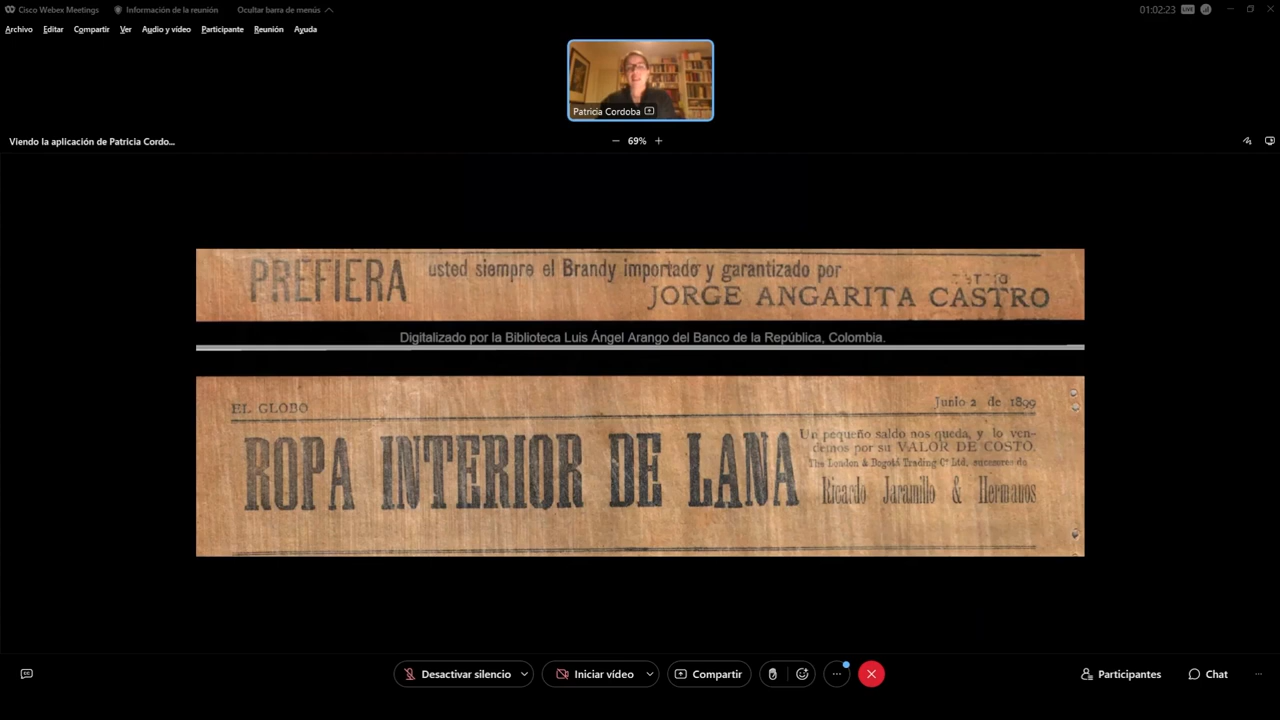 Cisco Webex Meetings
Información de la reunión
Ocultar barra de menús
01:02:23
Archivo Editar Compartir Ver Audio y vídeo Participante Reunión Ayuda
Patricia Cordoba
Viendo la aplicación de Patricia Cordo...
69%
PREFIERA usted siempre el Brandy importado y garantizado por
JORGE ANGARITA CASTRO
Digitalizado por la Biblioteca Luis Ángel Arango del Banco de la República, Colombia.
EL GLOBO
Junio 2 de 1899
ROPA INTERIOR DE LANA
Un pequeño saldo nos queda, y lo ven-
demos por su VALOR DE COSTO.
The London & Bogotá Trading Cº Ltd, sucesores de
Ricardo Jaramillo & Hermanos
Desactivar silencio
Iniciar vídeo
Compartir
Participantes
Chat